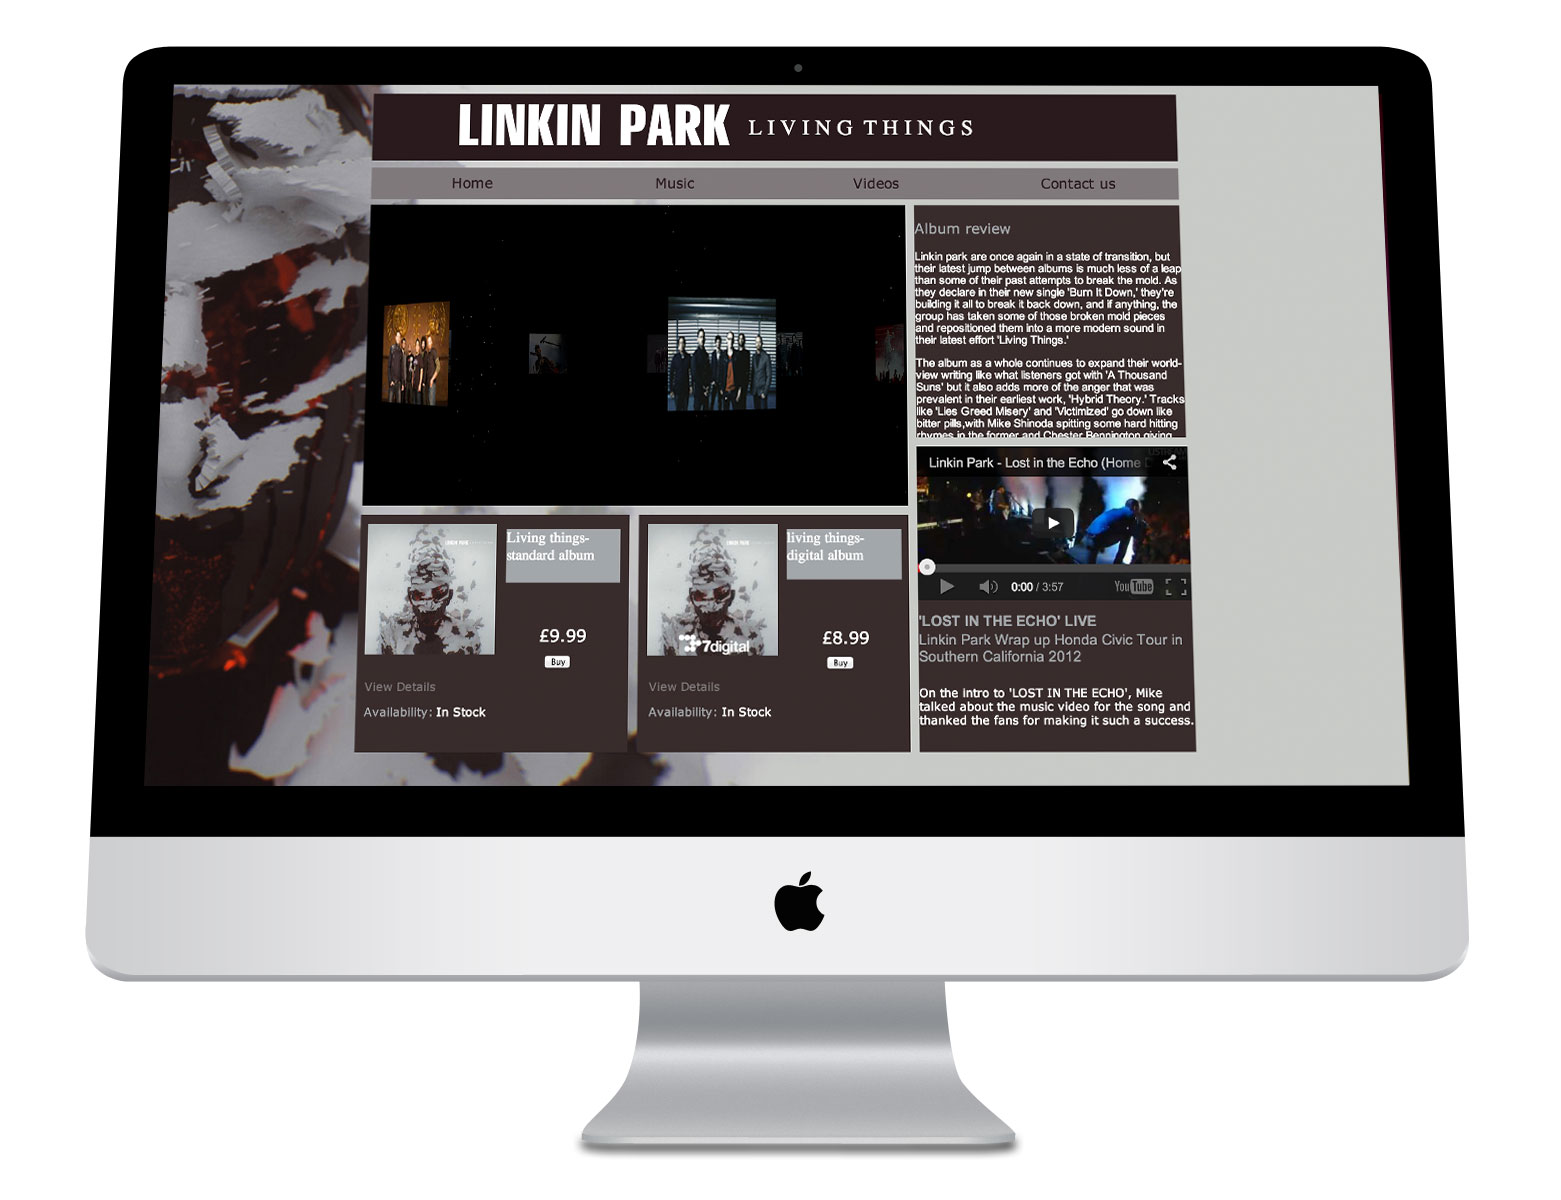 LINKIN PARK LIVING THINGS
Home Music Videos Contact us
Album review
Linkin park are once again in a state of transition, but
their latest jump between albums is much less of a leap
than some of their past attempts to break the mold. As
they declare in their new single 'Burn It Down,' they're
building it all to break it back down, and if anything, the
group has taken some of those broken mold pieces
and repositioned them into a more modern sound in
their latest effort 'Living Things.'
The album as a whole continues to expand their world-
view writing like what listeners got with 'A Thousand
Suns' but it also adds more of the anger that was
prevalent in their earliest work, 'Hybrid Theory.' Tracks
like 'Lies Greed Misery' and 'Victimized' go down like
bitter pills,with Mike Shinoda spitting some hard hitting
rhymes in the former and Chester Bennington giving
Linkin Park - Lost in the Echo (Home
0:00 / 3:57
YouTube
'LOST IN THE ECHO' LIVE
Linkin Park Wrap up Honda Civic Tour in
Southern California 2012
On the intro to 'LOST IN THE ECHO', Mike
talked about the music video for the song and
thanked the fans for making it such a success.
LINKIN PARK
Living things-
standard album
£9.99
Buy
View Details
Availability: In Stock
LINKIN PARK
7digital
living things-
digital album
£8.99
Buy
View Details
Availability: In Stock